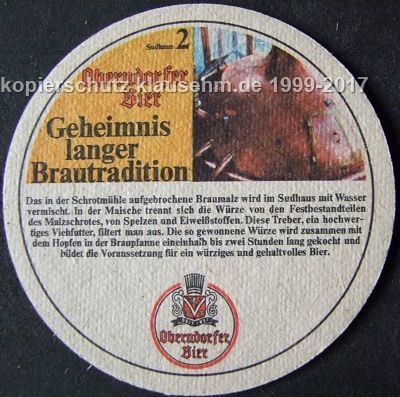 Sudhaus 2
kopierschutz.klausehm.de 1999-2017
Oberndorfer
Bier
Geheimnis
langer
Brautradition
Das in der Schrotmühle aufgebrochene Braumalz wird im Sudhaus mit Wasser
vermischt. In der Maische trennt sich die Würze von den Festbestandteilen
des Malzschrotes, von Spelzen und Eiweißstoffen. Diese Treber, ein hochwer-
tiges Viehfutter, filtert man aus. Die so gewonnene Würze wird zusammen mit
dem Hopfen in der Braupfanne eineinhalb bis zwei Stunden lang gekocht und
bildet die Voraussetzung für ein würziges und gehaltvolles Bier.
Oberndorfer
Bier